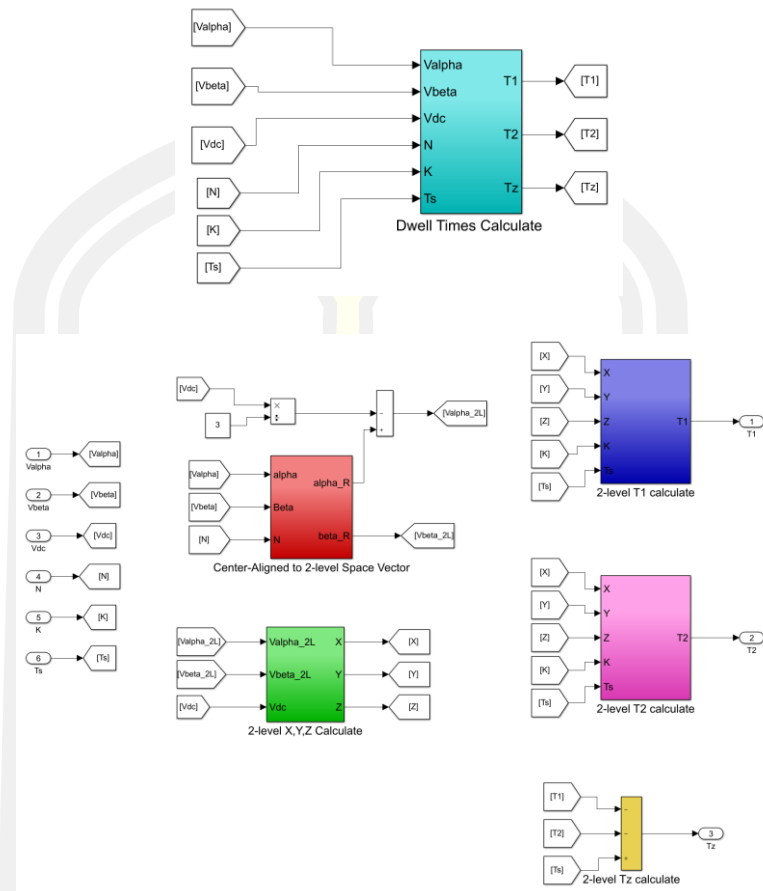 [Valpha]
[Vbeta]
[Vdc]
[N]
[K]
[Ts]
Valpha
Vbeta
Vdc
N
K
Ts
T1
T2
Tz
[T1]
[T2]
[Tz]
Dwell Times Calculate
1
Valpha
[Valpha]
2
Vbeta
[Vbeta]
3
Vdc
[Vdc]
4
N
[N]
5
K
[K]
6
Ts
[Ts]
[Vdc]
3
×
÷
−
+
[Valpha_2L]
[Valpha]
[Vbeta]
[N]
alpha
Beta
N
alpha_R
beta_R
[Vbeta_2L]
Center-Aligned to 2-level Space Vector
[Valpha_2L]
[Vbeta_2L]
[Vdc]
Valpha_2L
Vbeta_2L
Vdc
X
Y
Z
[X]
[Y]
[Z]
2-level X,Y,Z Calculate
[X]
[Y]
[Z]
[K]
[Ts]
X
Y
Z
K
Ts
T1
1
T1
2-level T1 calculate
[X]
[Y]
[Z]
[K]
[Ts]
X
Y
Z
K
Ts
T2
2
T2
2-level T2 calculate
[T1]
[T2]
[Ts]
−
−
+
3
Tz
2-level Tz calculate